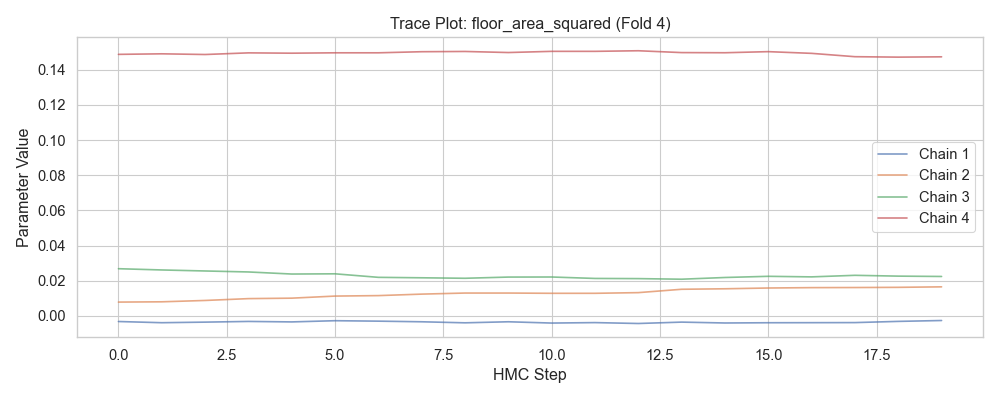 Trace Plot: floor_area_squared (Fold 4)
Parameter Value
0.14
0.12
0.10
0.08
0.06
0.04
0.02
0.00
Chain 1
Chain 2
Chain 3
Chain 4
0.0 2.5 5.0 7.5 10.0 12.5 15.0 17.5
HMC Step